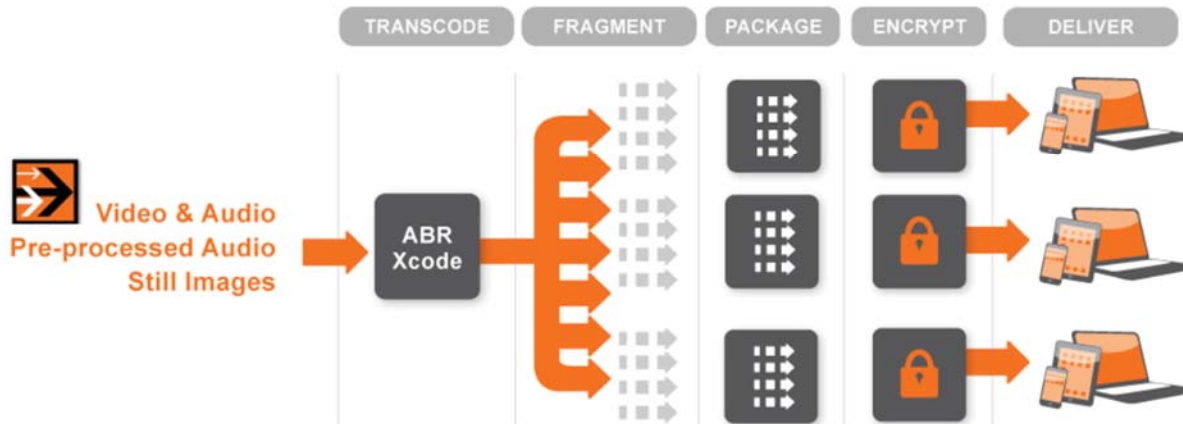 TRANSCODE
FRAGMENT
PACKAGE
ENCRYPT
DELIVER
Video & Audio
Pre-processed Audio
Still Images
ABR
Xcode